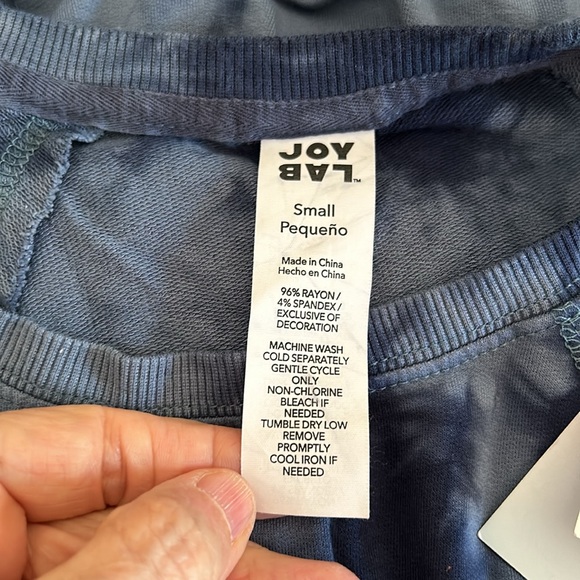 JOY
LAB™
Small
Pequeño
Made in China
Hecho en China
96% RAYON/
4% SPANDEX/
EXCLUSIVE OF
DECORATION
MACHINE WASH
COLD SEPARATELY
GENTLE CYCLE
ONLY
NON-CHLORINE
BLEACH IF
NEEDED
TUMBLE DRY LOW
REMOVE
PROMPTLY
COOL IRON IF
NEEDED